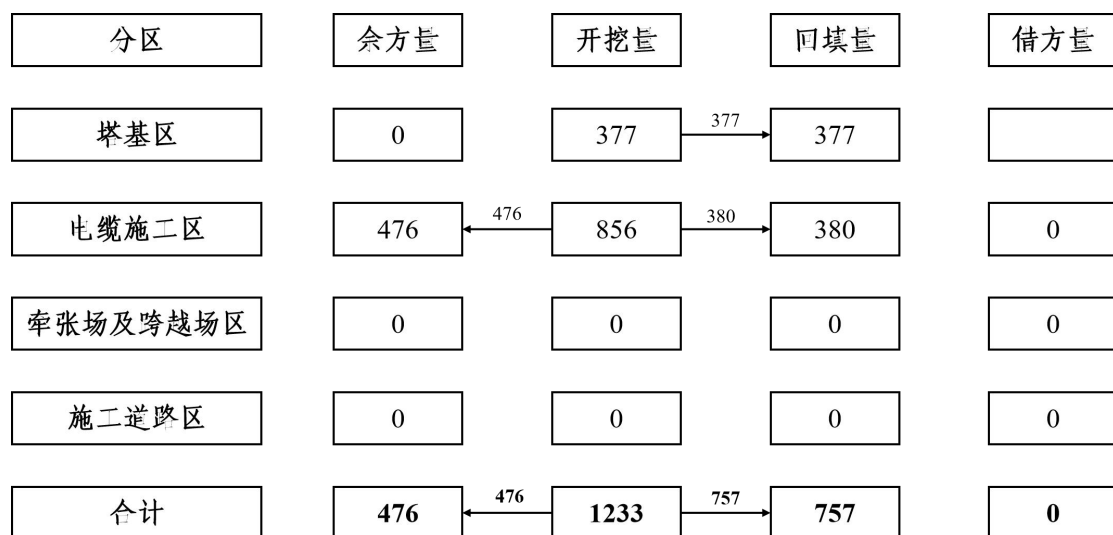 分区 余方量 开挖量 回填量 借方量
塔基区 0 377 377 377
电缆施工区 476 476 856 380 380 0
牵张场及跨越场区 0 0 0 0
施工道路区 0 0 0 0
合计 476 476 1233 757 757 0